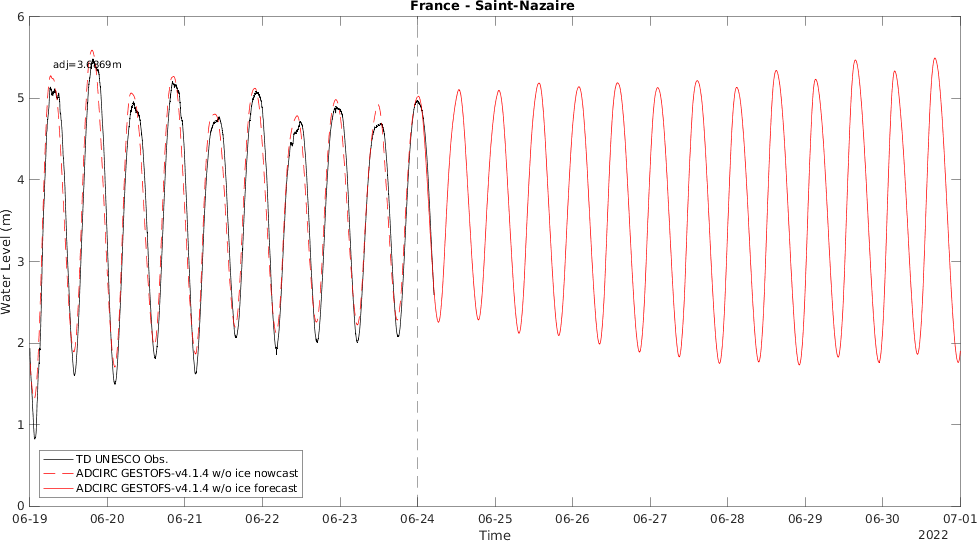 France - Saint-Nazaire
6
5
4
3
2
1
0
Water Level (m)
adj=3.6869m
TD UNESCO Obs.
ADCIRC GESTOFS-v4.1.4 w/o ice nowcast
ADCIRC GESTOFS-v4.1.4 w/o ice forecast
06-19 06-20 06-21 06-22 06-23 06-24 06-25 06-26 06-27 06-28 06-29 06-30 07-01
Time
2022